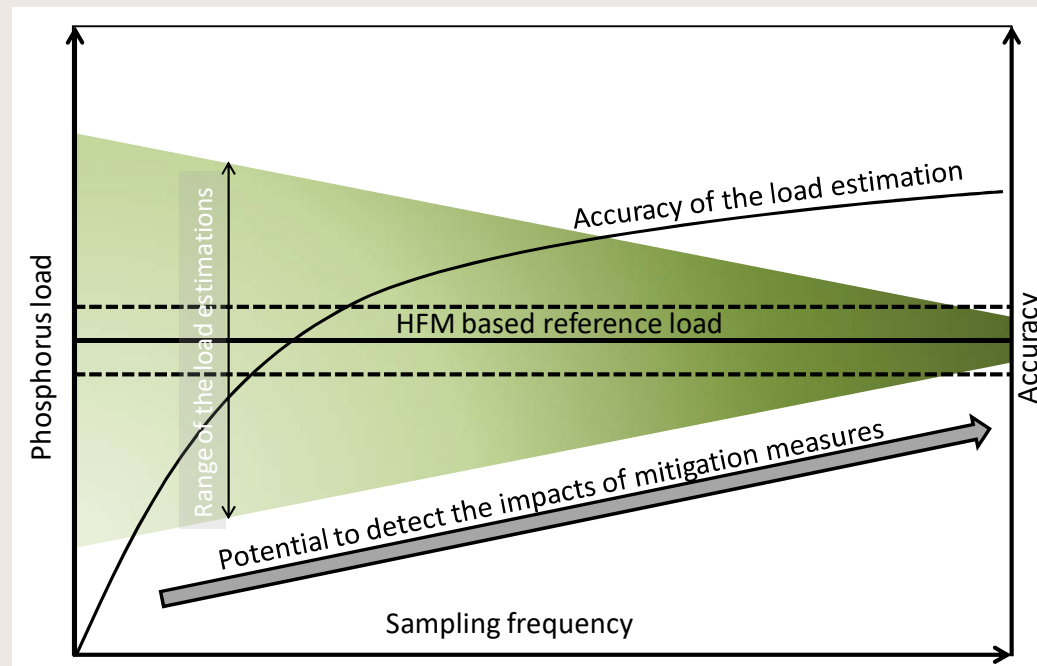 Phosphorus load
Range of the load estimations
Accuracy of the load estimation
HFM based reference load
Accuracy
Potential to detect the impacts of mitigation measures
Sampling frequency